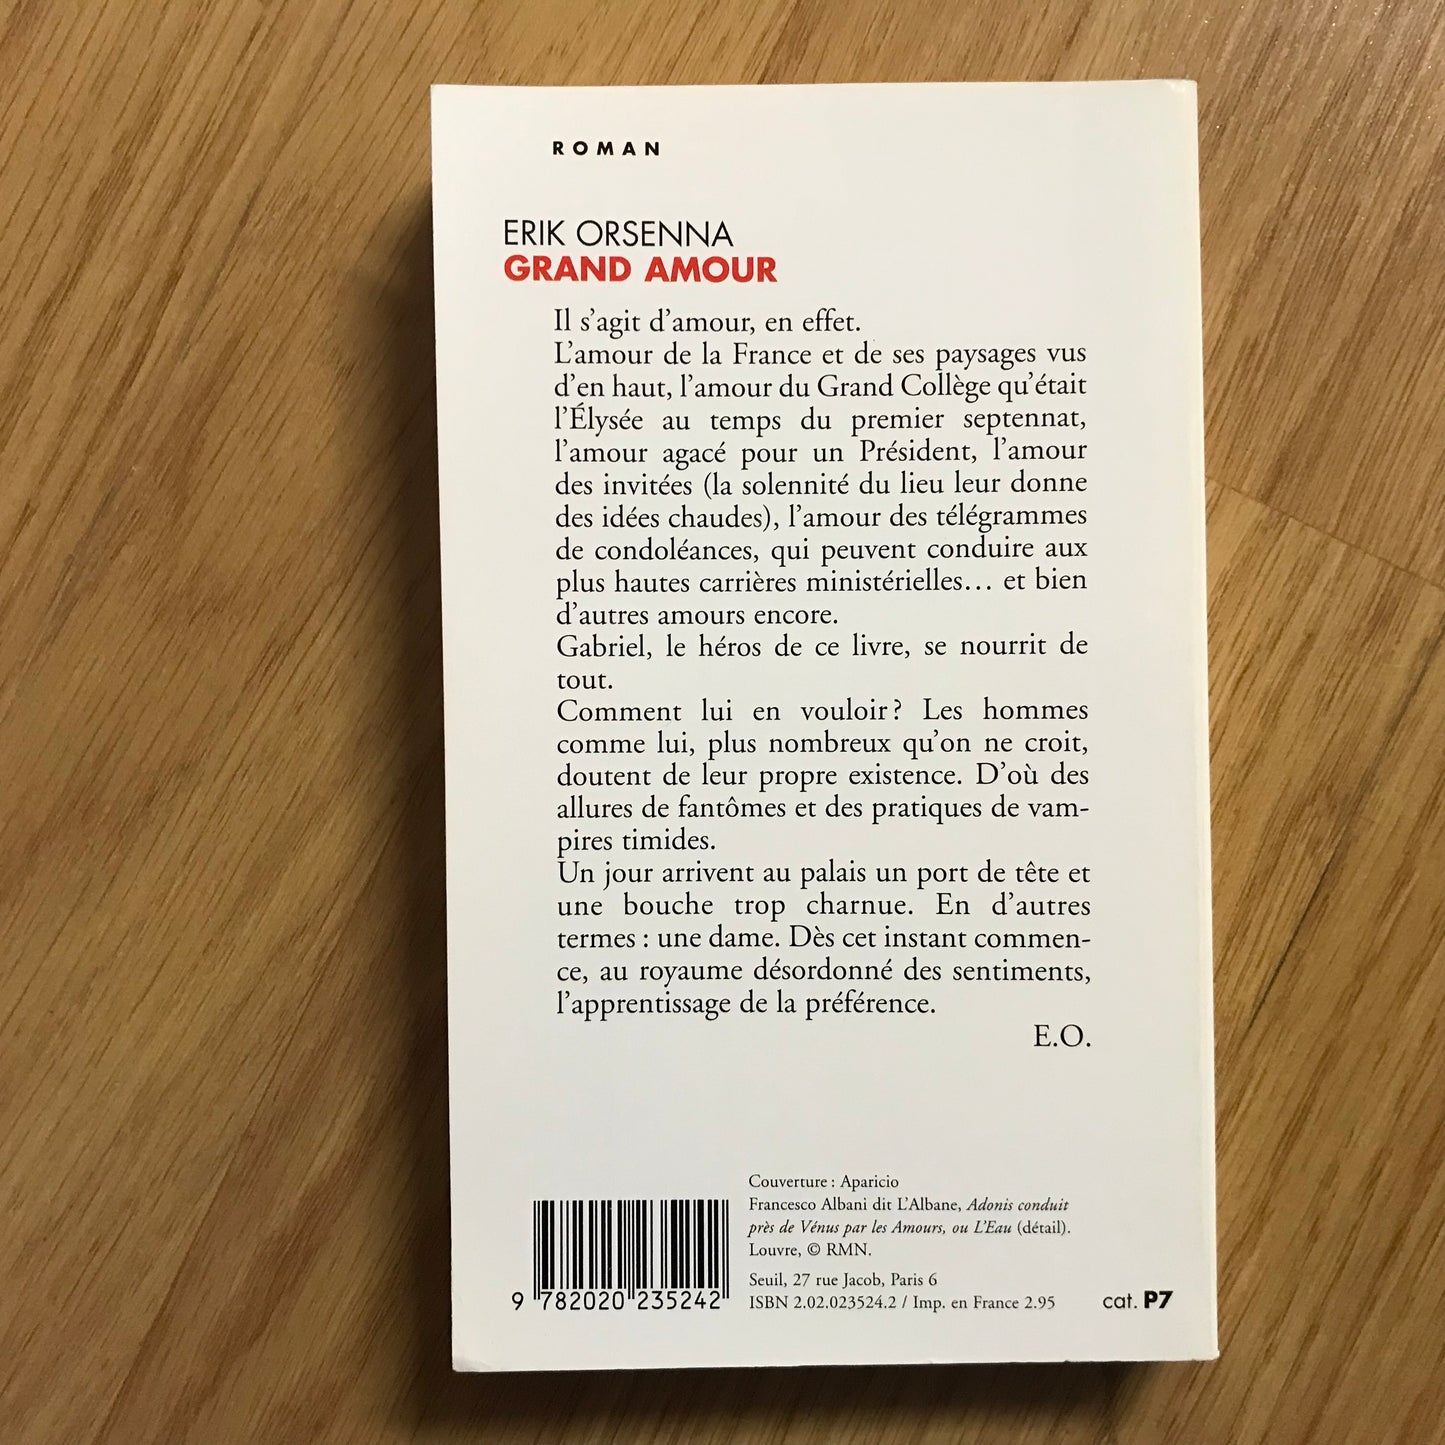 ROMAN
ERIK ORSENNA
GRAND AMOUR
Il s'agit d'amour, en effet.
L'amour de la France et de ses paysages vus
d'en haut, l'amour du Grand Collège qu'était
l'Élysée au temps du premier septennat,
l'amour agacé pour un Président, l'amour
des invitées (la solennité du lieu leur donne
des idées chaudes), l'amour des télégrammes
de condoléances, qui peuvent conduire aux
plus hautes carrières ministérielles... et bien
d'autres amours encore.
Gabriel, le héros de ce livre, se nourrit de
tout.
Comment lui en vouloir ? Les hommes
comme lui, plus nombreux qu'on ne croit,
doutent de leur propre existence. D'où des
allures de fantômes et des pratiques de vam-
pires timides.
Un jour arrivent au palais un port de tête et
une bouche trop charnue. En d'autres
termes : une dame. Dès cet instant commen-
ce, au royaume désordonné des sentiments,
l'apprentissage de la préférence.
E.O.
Couverture : Aparicio
Francesco Albani dit L'Albane, Adonis conduit
près de Vénus par les Amours, ou L'Eau (détail).
Louvre, © RMN.
Seuil, 27 rue Jacob, Paris 6
ISBN 2.02.023524.2 / Imp. en France 2.95
cat. P7
9 782020 235242